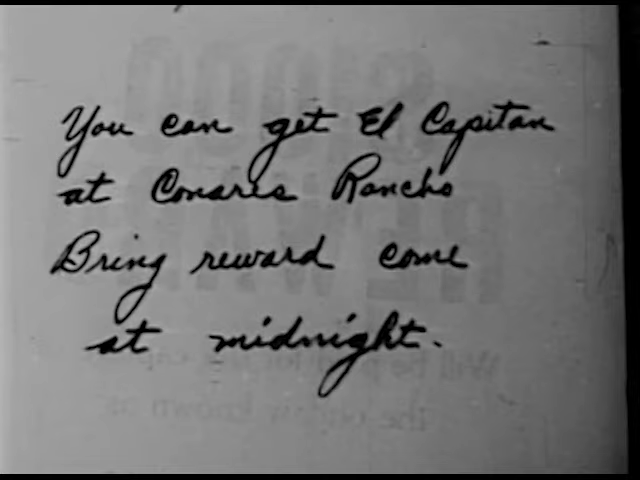 You can get El Capitan
at Conares Rancho
Bring reward come
at midnight.